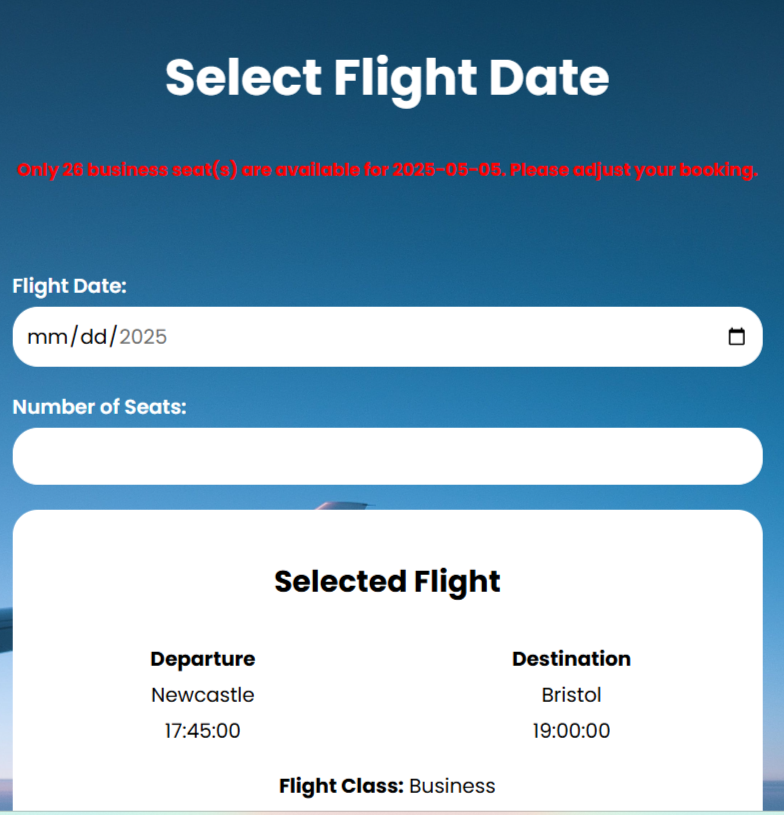 Select Flight Date
Only 26 business seat(s) are available for 2025-05-05. Please adjust your booking.
Flight Date:
mm/dd/2025
Number of Seats:
Selected Flight
Departure Destination
Newcastle Bristol
17:45:00 19:00:00
Flight Class: Business